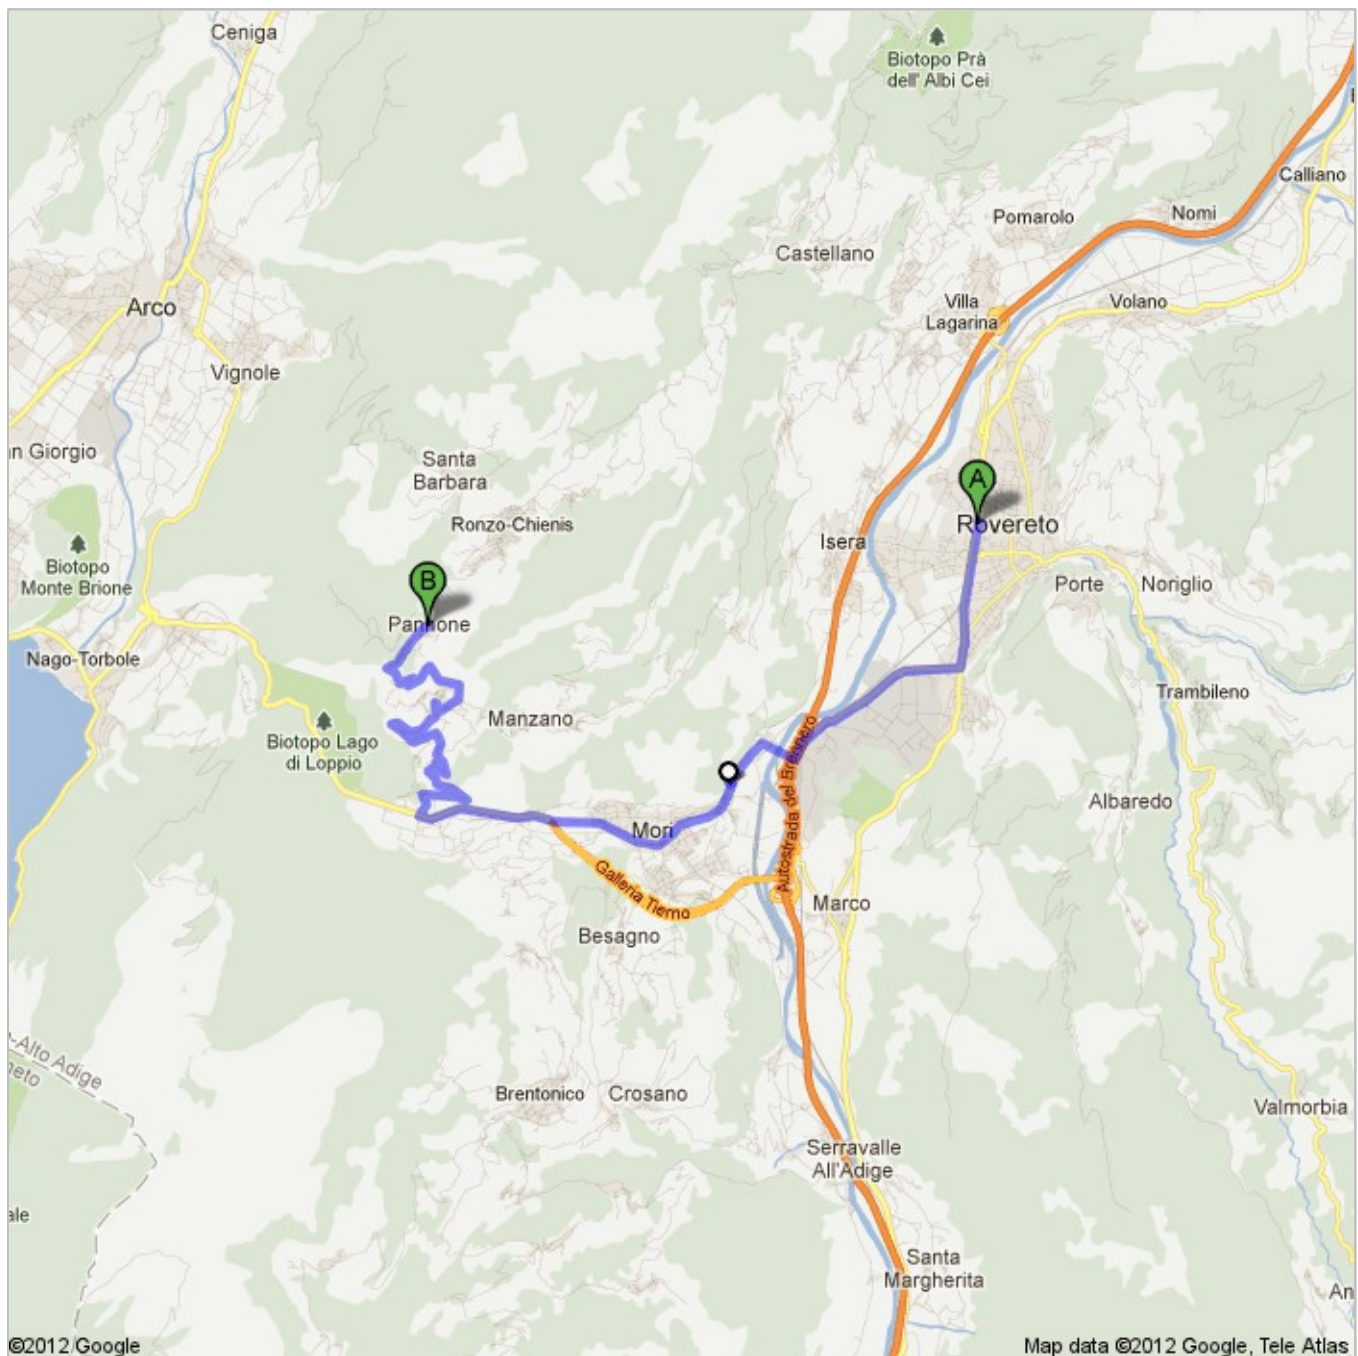 Ceniga
Biotopo Prà
dell' Albi Cei
Calliano
Nomi
Pomarolo
Castellano
Villa
Lagarina
Volano
Arco
Vignole
n Giorgio
Santa
Barbara
A
Ronzo-Chienis
Rovereto
Isera
Biotopo
Monte Brione
B
Porte
Noriglio
Pannone
Nago-Torbole
Trambileno
Manzano
Biotopo Lago
di Loppio
Autostrada del Brennero
Albaredo
Mori
Galleria Tierno
Marco
Besagno
-Alto Adige
neto
Brentonico
Crosano
Valmorbia
Serravalle
All'Adige
ale
Santa
Margherita
An
©2012 Google
Map data ©2012 Google, Tele Atlas